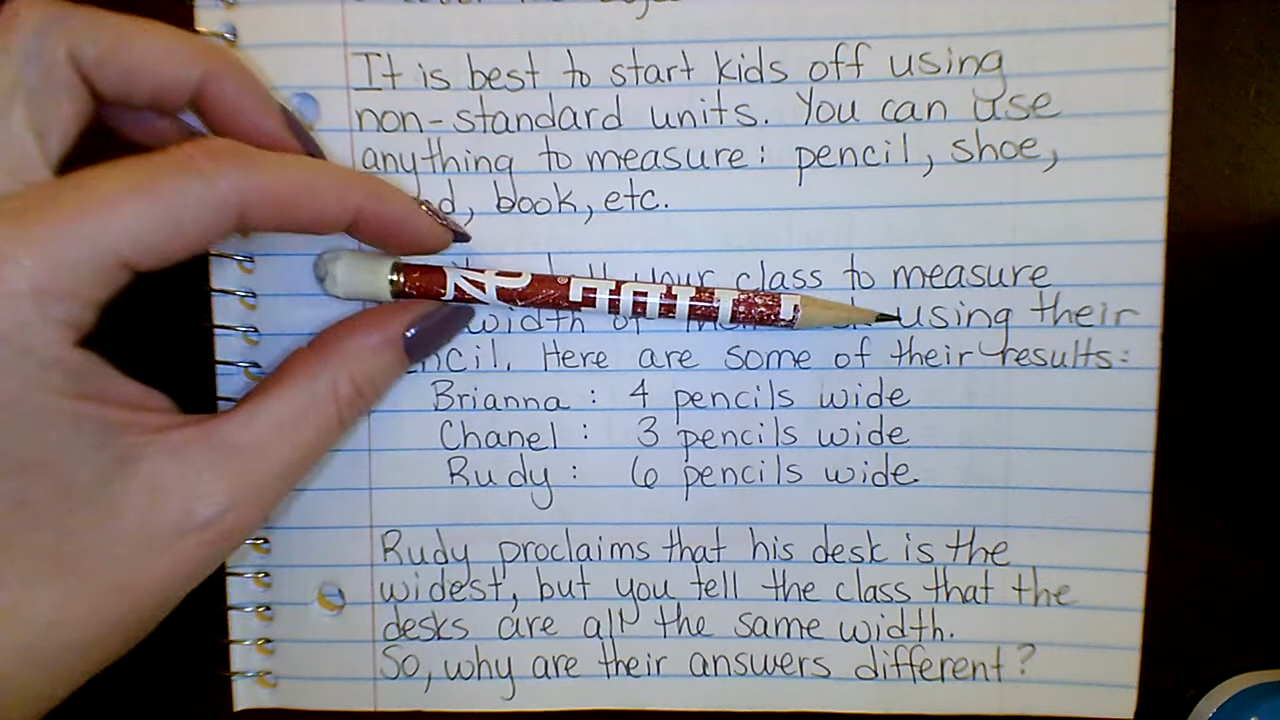 It is best to start kids off using
non-standard units. You can use
anything to measure: pencil, shoe,
book, etc.
your class to measure
width of using their
Here are some of their results:
Brianna: 4 pencils wide
Chanel: 3 pencils wide
Rudy: 6 pencils wide
Rudy proclaims that his desk is the
widest, but you tell the class that the
desks are all the same width.
So, why are their answers different?